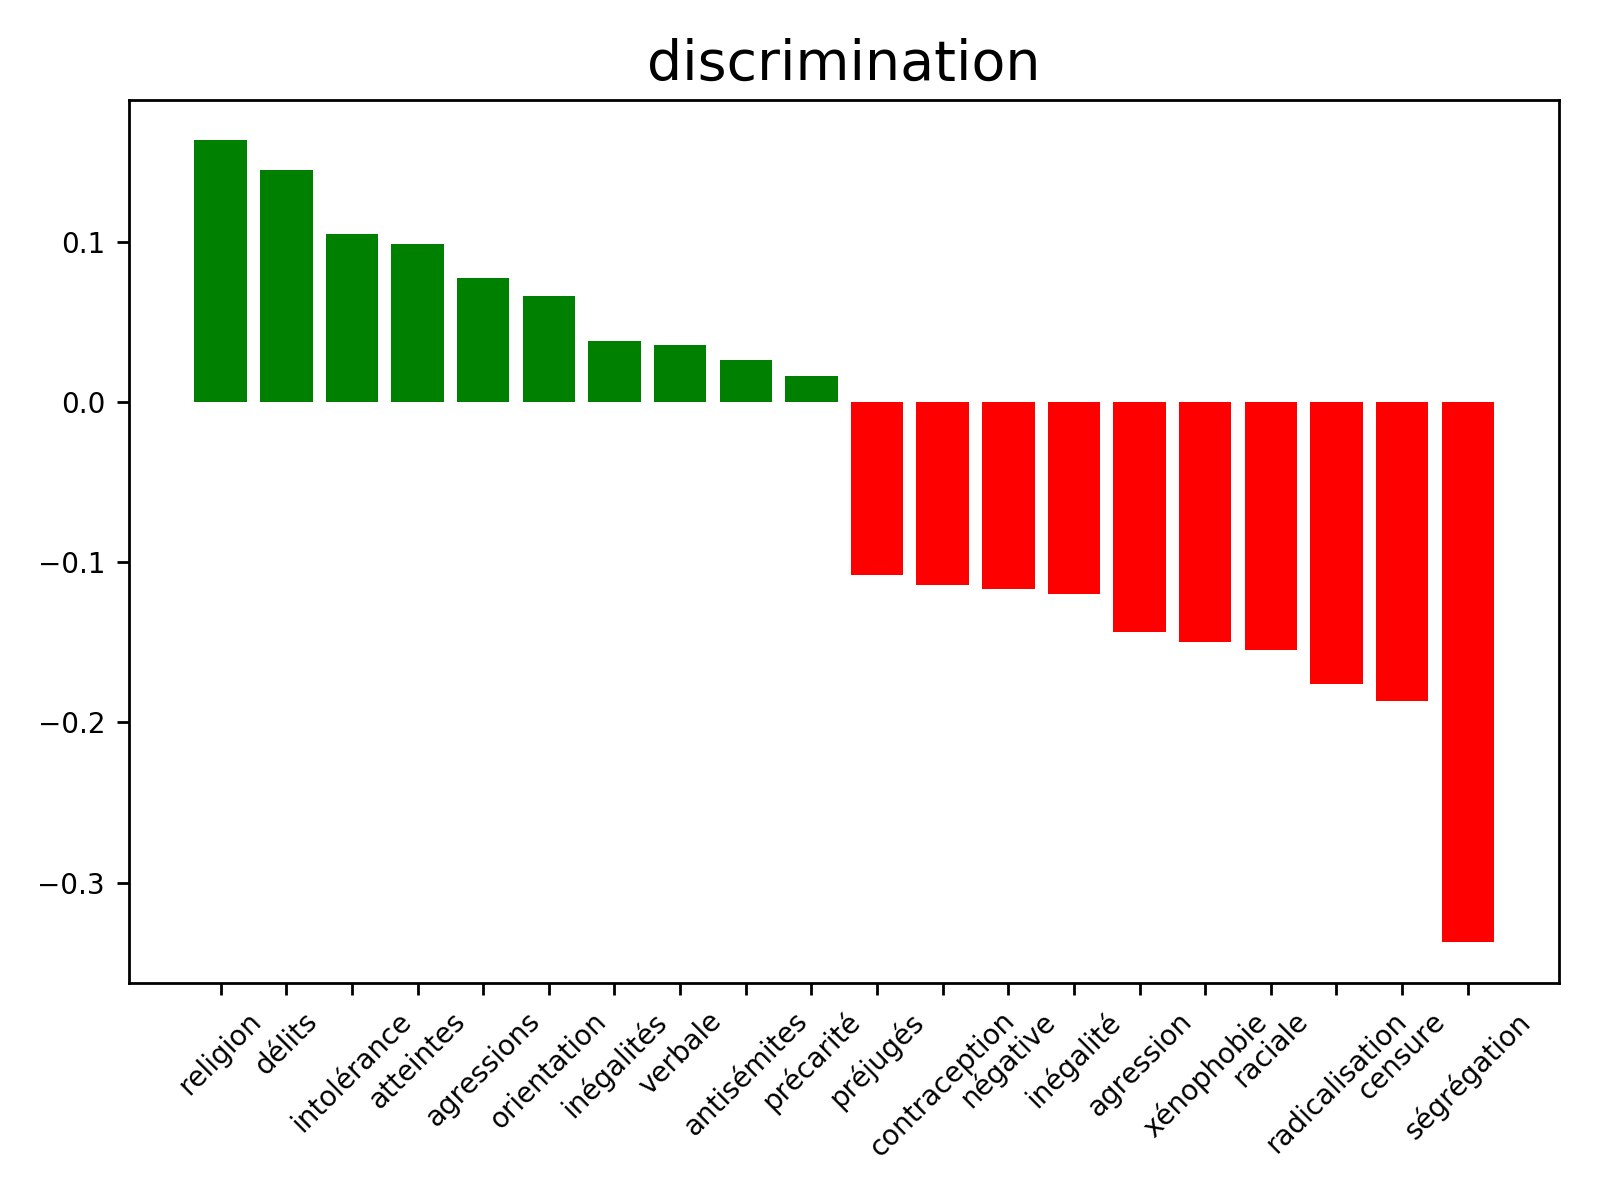 discrimination
0.1
0.0
−0.1
−0.2
−0.3
religion
délits
intolérance
atteintes
agressions
orientation
inégalités
verbale
antisémites
précarité
préjugés
contraception
négative
inégalité
agression
xénophobie
raciale
radicalisation
censure
ségrégation